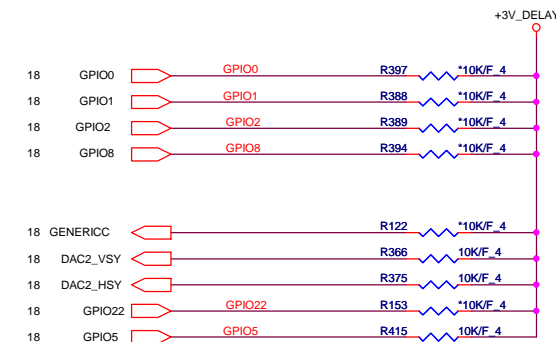 +3V_DELAY
18 GPIO0 GPIO0 R397 *10K/F_4
18 GPIO1 GPIO1 R388 *10K/F_4
18 GPIO2 GPIO2 R389 *10K/F_4
18 GPIO8 GPIO8 R394 *10K/F_4
18 GENERICC R122 *10K/F_4
18 DAC2_VSY R366 10K/F_4
18 DAC2_HSY R375 10K/F_4
18 GPIO22 GPIO22 R153 *10K/F_4
18 GPIO5 GPIO5 R415 10K/F_4